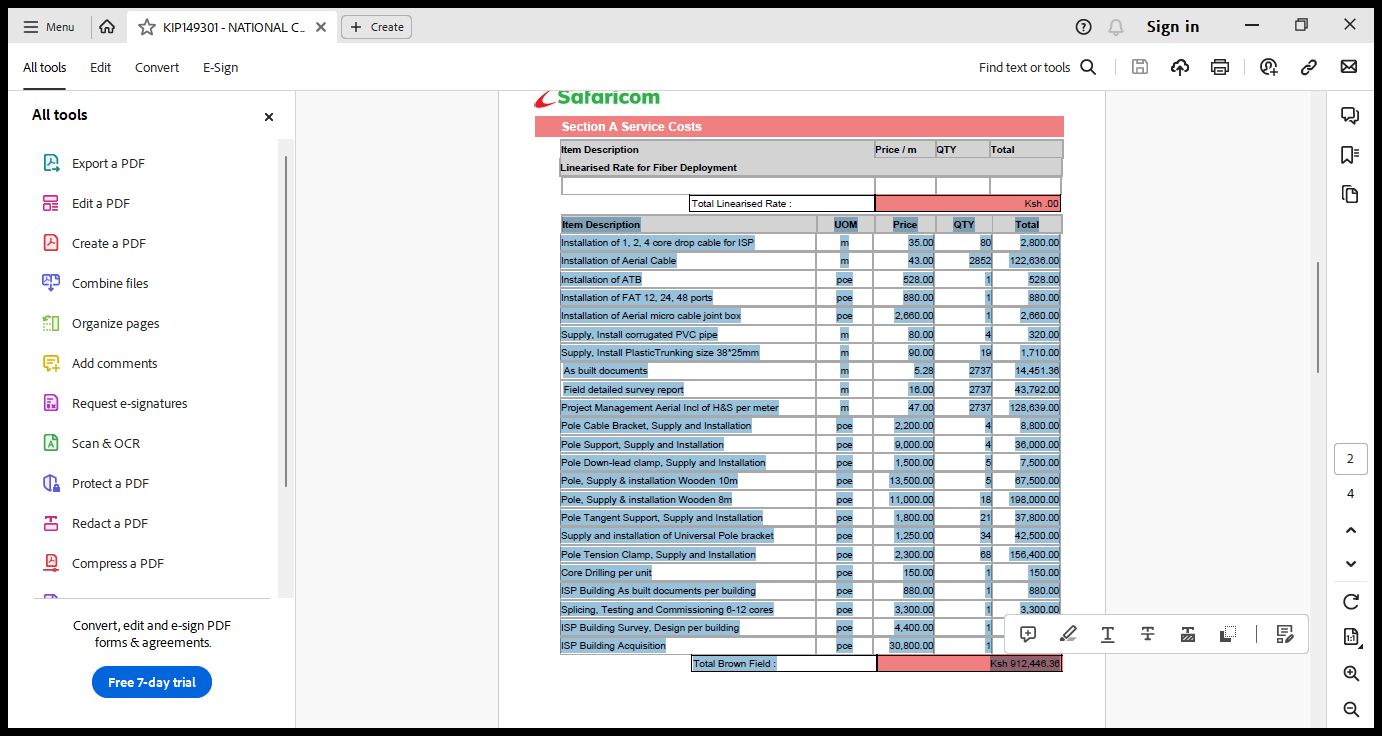 Menu
KIP149301 - NATIONAL C...
Create
Sign in
All tools Edit Convert E-Sign
Find text or tools
All tools
Export a PDF
Edit a PDF
Create a PDF
Combine files
Organize pages
Add comments
Request e-signatures
Scan & OCR
Protect a PDF
Redact a PDF
Compress a PDF
Convert, edit and e-sign PDF
forms & agreements.
Free 7-day trial
Safaricom
Section A Service Costs
Item Description Price / m QTY Total
Linearised Rate for Fiber Deployment
Total Linearised Rate : Ksh .00
Item Description UOM Price QTY Total
Installation of 1, 2, 4 core drop cable for ISP m 35.00 80 2,800.00
Installation of Aerial Cable m 43.00 2852 122,636.00
Installation of ATB pce 528.00 1 528.00
Installation of FAT 12, 24, 48 ports pce 880.00 1 880.00
Installation of Aerial micro cable joint box pce 2,660.00 1 2,660.00
Supply, Install corrugated PVC pipe m 80.00 4 320.00
Supply, Install PlasticTrunking size 38*25mm m 90.00 19 1,710.00
As built documents m 5.28 2737 14,451.36
Field detailed survey report m 16.00 2737 43,792.00
Project Management Aerial Incl of H&S per meter m 47.00 2737 128,639.00
Pole Cable Bracket, Supply and Installation pce 2,200.00 4 8,800.00
Pole Support, Supply and Installation pce 9,000.00 4 36,000.00
Pole Down-lead clamp, Supply and Installation pce 1,500.00 5 7,500.00
Pole, Supply & installation Wooden 10m pce 13,500.00 5 67,500.00
Pole, Supply & installation Wooden 8m pce 11,000.00 18 198,000.00
Pole Tangent Support, Supply and Installation pce 1,800.00 21 37,800.00
Supply and installation of Universal Pole bracket pce 1,250.00 34 42,500.00
Pole Tension Clamp, Supply and Installation pce 2,300.00 68 156,400.00
Core Drilling per unit pce 150.00 1 150.00
ISP Building As built documents per building pce 880.00 1 880.00
Splicing, Testing and Commissioning 6-12 cores pce 3,300.00 1 3,300.00
ISP Building Survey, Design per building pce 4,400.00 1
ISP Building Acquisition pce 30,800.00 1
Total Brown Field : Ksh 912,446.36
2
4